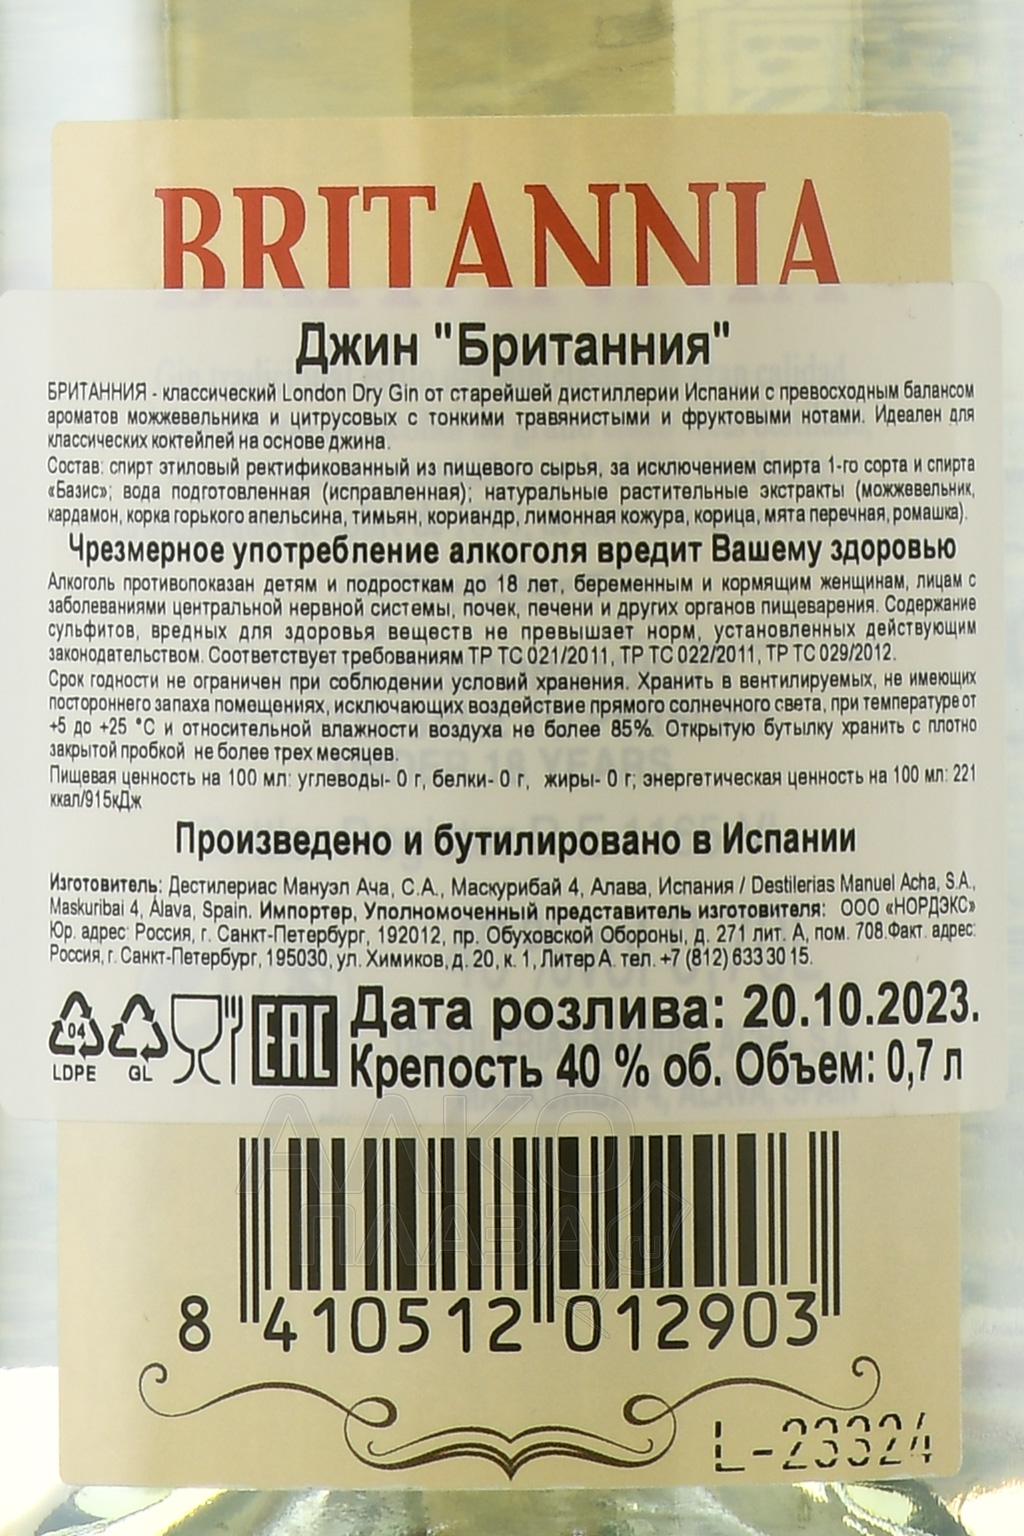 BRITANNIA
Джин "Британния"
БРИТАННИЯ - классический London Dry Gin от старейшей дистиллерии Испании с превосходным балансом
ароматов можжевельника и цитрусовых с тонкими травянистыми и фруктовыми нотами. Идеален для
классических коктейлей на основе джина.
Состав: спирт этиловый ректификованный из пищевого сырья, за исключением спирта 1-го сорта и спирта
«Базис»; вода подготовленная (исправленная); натуральные растительные экстракты (можжевельник,
кардамон, корка горького апельсина, тимьян, кориандр, лимонная кожура, корица, мята перечная, ромашка).
Чрезмерное употребление алкоголя вредит Вашему здоровью
Алкоголь противопоказан детям и подросткам до 18 лет, беременным и кормящим женщинам, лицам с
заболеваниями центральной нервной системы, почек, печени и других органов пищеварения. Содержание
сульфитов, вредных для здоровья веществ не превышает норм, установленных действующим
законодательством. Соответствует требованиям ТР ТС 021/2011, ТР ТС 022/2011, ТР ТС 029/2012.
Срок годности не ограничен при соблюдении условий хранения. Хранить в вентилируемых, не имеющих
постороннего запаха помещениях, исключающих воздействие прямого солнечного света, при температуре от
+5 до +25 °С и относительной влажности воздуха не более 85%. Открытую бутылку хранить с плотно
закрытой пробкой не более трех месяцев.
Пищевая ценность на 100 мл: углеводы- 0 г, белки- 0 г, жиры- 0 г; энергетическая ценность на 100 мл: 221
ккал/915кДж
Произведено и бутилировано в Испании
Изготовитель: Дестилериас Мануэл Ача, С.А., Маскурибай 4, Алава, Испания / Destilerias Manuel Acha, S.A.,
Maskuribai 4, Alava, Spain. Импортер, Уполномоченный представитель изготовителя: ООО «НОРДЭКС»
Юр. адрес: Россия, г. Санкт-Петербург, 192012, пр. Обуховской Обороны, д. 271 лит. А, пом. 708.Факт. адрес:
Россия, г. Санкт-Петербург, 195030, ул. Химиков, д. 20, к. 1, Литер А. тел. +7 (812) 633 30 15.
04 LDPE GL EAC Дата розлива: 20.10.2023.
Крепость 40 % об. Объем: 0,7 л
АЛКО
ПЛАВА.ru
8 410512 012903
L-23324